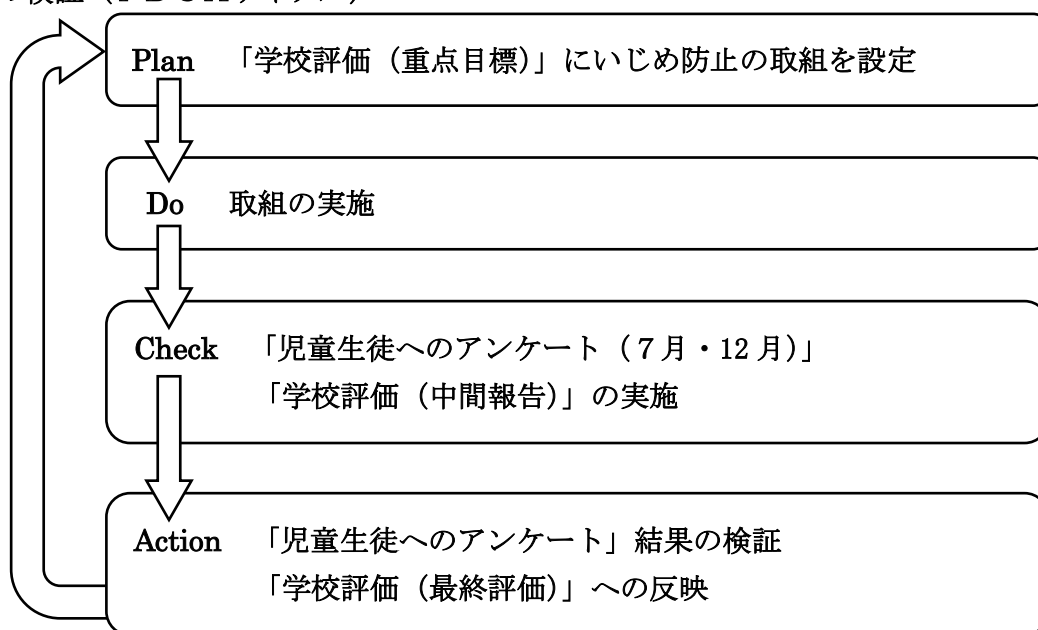 検証（ＰＤＣＡサイクル）
Plan　「学校評価（重点目標）」にいじめ防止の取組を設定
Do　取組の実施
Check　「児童生徒へのアンケート（７月・12月）」
「学校評価（中間報告）」の実施
Action　「児童生徒へのアンケート」結果の検証
「学校評価（最終評価）」への反映